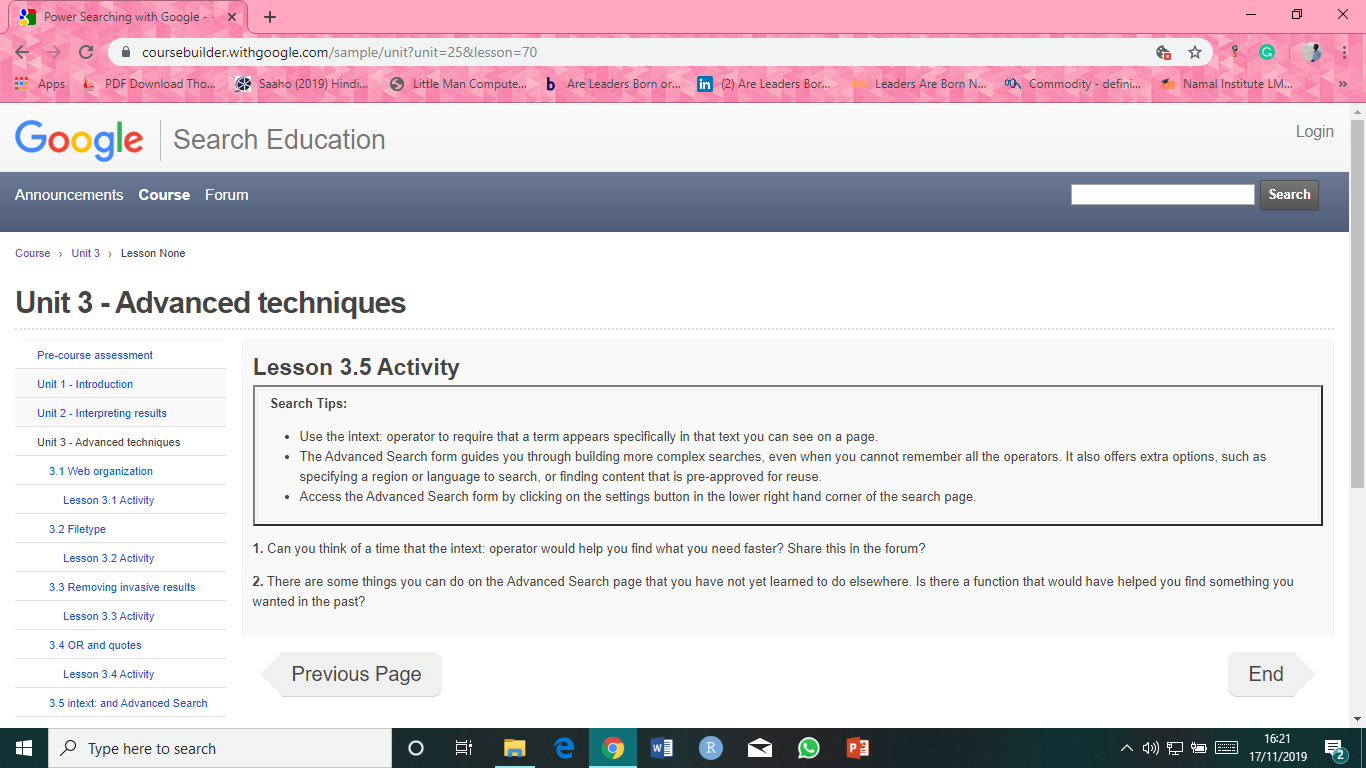 Power Searching with Google - -
coursebuilder.withgoogle.com/sample/unit?unit=25&lesson=70
Apps
PDF Download Tho...
Saaho (2019) Hindi...
Little Man Compute...
b
Are Leaders Born or...
in
(2) Are Leaders Bor...
Leaders Are Born N...
Commodity - defini...
Namal Institute LM...
»
Google
Search Education
Login
Announcements
Course
Forum
Search
Course › Unit 3 › Lesson None
Unit 3 - Advanced techniques
Pre-course assessment
Unit 1 - Introduction
Unit 2 - Interpreting results
Unit 3 - Advanced techniques
3.1 Web organization
Lesson 3.1 Activity
3.2 Filetype
Lesson 3.2 Activity
3.3 Removing invasive results
Lesson 3.3 Activity
3.4 OR and quotes
Lesson 3.4 Activity
3.5 intext: and Advanced Search
Lesson 3.5 Activity
Search Tips:
• Use the intext: operator to require that a term appears specifically in that text you can see on a page.
• The Advanced Search form guides you through building more complex searches, even when you cannot remember all the operators. It also offers extra options, such as
specifying a region or language to search, or finding content that is pre-approved for reuse.
• Access the Advanced Search form by clicking on the settings button in the lower right hand corner of the search page.
1. Can you think of a time that the intext: operator would help you find what you need faster? Share this in the forum?
2. There are some things you can do on the Advanced Search page that you have not yet learned to do elsewhere. Is there a function that would have helped you find something you
wanted in the past?
Previous Page
End
Type here to search
R
16:21
17/11/2019
2